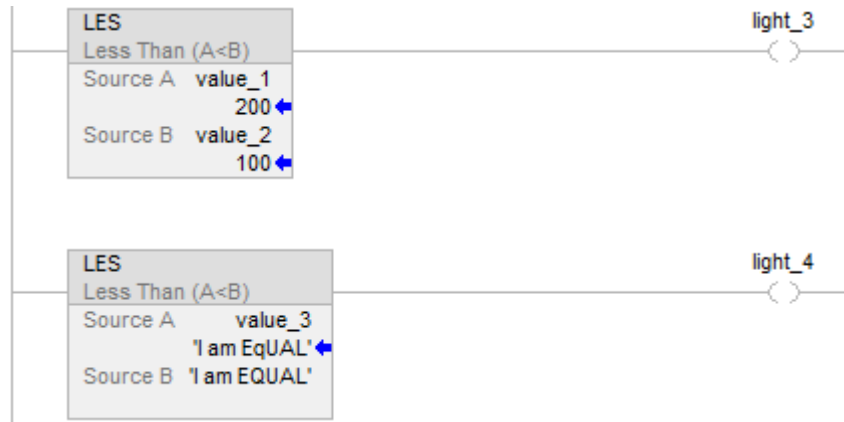 LES
light_3
Less Than (A<B)
Source A value_1
200
Source B value_2
100
LES
light_4
Less Than (A<B)
Source A value_3
'I am EqUAL'
Source B 'I am EQUAL'